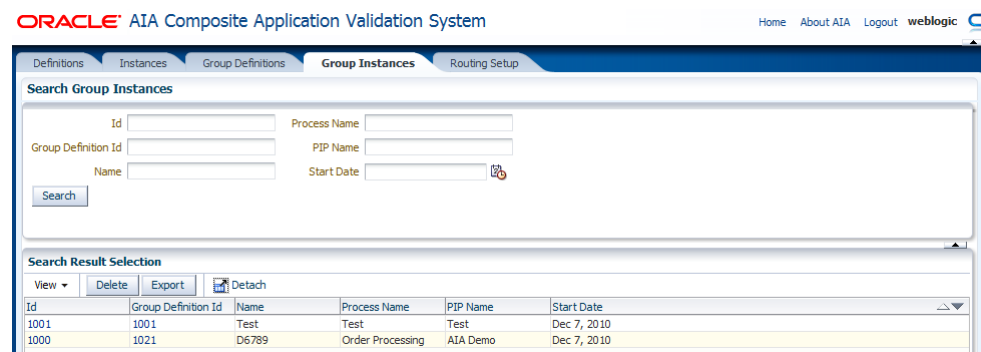 ORACLE AIA Composite Application Validation System Home About AIA Logout weblogic
Definitions Instances Group Definitions Group Instances Routing Setup
Search Group Instances
Id Process Name
Group Definition Id PIP Name
Name Start Date
Search
Search Result Selection
View Delete Export Detach
Id Group Definition Id Name Process Name PIP Name Start Date
1001 1001 Test Test Test Dec 7, 2010
1000 1021 D6789 Order Processing AIA Demo Dec 7, 2010